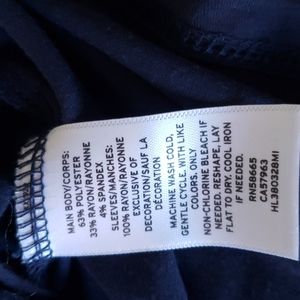 MAIN BODY/CORPS:
63% POLYESTER
33% RAYON/RAYONNE
4% SPANDEX
SLEEVES/MANCHES:
100% RAYON/RAYONNE
EXCLUSIVE OF
DECORATION/SAUF LA
DÉCORATION
MACHINE WASH COLD,
GENTLE CYCLE, WITH LIKE
COLORS, ONLY
NON-CHLORINE BLEACH IF
NEEDED. RESHAPE, LAY
FLAT TO DRY, COOL IRON
IF NEEDED.
RN58665
CA57963
HL38032BMI